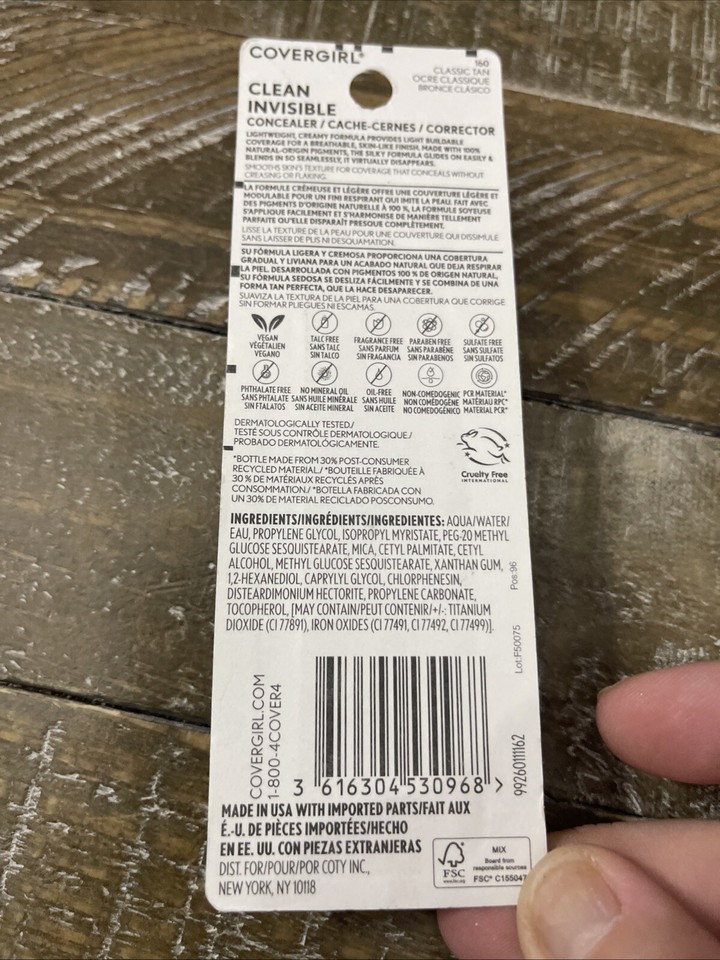 COVERGIRL®
160
CLASSIC TAN
OCRE CLASSIQUE
BRONCE CLÁSICO
CLEAN
INVISIBLE
CONCEALER / CACHE-CERNES / CORRECTOR
LIGHTWEIGHT, CREAMY FORMULA PROVIDES LIGHT BUILDABLE
COVERAGE FOR A BREATHABLE, SKIN-LIKE FINISH. MADE WITH 100%
NATURAL-ORIGIN PIGMENTS, THE SILKY FORMULA GLIDES ON EASILY &
BLENDS IN SO SEAMLESSLY, IT VIRTUALLY DISAPPEARS.
SMOOTHS SKIN'S TEXTURE FOR COVERAGE THAT CONCEALS WITHOUT
CREASING OR FLAKING.
LA FORMULE CRÉMEUSE ET LÉGÈRE OFFRE UNE COUVERTURE LÉGÈRE ET
MODULABLE POUR UN FINI RESPIRANT QUI IMITE LA PEAU. FAIT AVEC
DES PIGMENTS D'ORIGINE NATURELLE À 100 %, LA FORMULE SOYEUSE
S'APPLIQUE FACILEMENT ET S'HARMONISE DE MANIÈRE TELLEMENT
PARFAITE QU'ELLE DISPARAÎT PRESQUE COMPLÈTEMENT.
LISSE LA TEXTURE DE LA PEAU POUR UNE COUVERTURE QUI DISSIMULE
SANS LAISSER DE PLIS NI DESQUAMATION.
SU FÓRMULA LIGERA Y CREMOSA PROPORCIONA UNA COBERTURA
GRADUAL Y LIVIANA PARA UN ACABADO NATURAL QUE DEJA RESPIRAR
LA PIEL. DESARROLLADA CON PIGMENTOS 100 % DE ORIGEN NATURAL,
SU FÓRMULA SEDOSA SE DESLIZA FÁCILMENTE Y SE COMBINA DE UNA
FORMA TAN PERFECTA, QUE LA HACE DESAPARECER.
SUAVIZA LA TEXTURA DE LA PIEL PARA UNA COBERTURA QUE CORRIGE
SIN FORMAR PLIEGUES NI ESCAMAS.
VEGAN
VÉGÉTALIEN
VEGANO
TALC FREE
SANS TALC
SIN TALCO
FRAGRANCE FREE
SANS PARFUM
SIN FRAGANCIA
PARABEN FREE
SANS PARABÈNE
SIN PARABENOS
SULFATE FREE
SANS SULFATE
SIN SULFATOS
PHTHALATE FREE
SANS PHTALATE
SIN FTALATOS
NO MINERAL OIL
SANS HUILE MINÉRALE
SIN ACEITE MINERAL
OIL-FREE
SANS HUILE
SIN ACEITE
NON-COMEDOGENIC
NON COMÉDOGÈNE
NO COMEDOGÉNICO
PCR MATERIAL*
MATÉRIAU RPC*
MATERIAL PCR*
DERMATOLOGICALLY TESTED/
TESTÉ SOUS CONTRÔLE DERMATOLOGIQUE/
PROBADO DERMATOLÓGICAMENTE.
*BOTTLE MADE FROM 30% POST-CONSUMER
RECYCLED MATERIAL/ *BOUTEILLE FABRIQUÉE À
30 % DE MATÉRIAUX RECYCLÉS APRÈS
CONSOMMATION/ *BOTELLA FABRICADA CON
UN 30% DE MATERIAL RECICLADO POSCONSUMO.
Cruelty Free
INTERNATIONAL
INGREDIENTS/INGRÉDIENTS/INGREDIENTES: AQUA/WATER/
EAU, PROPYLENE GLYCOL, ISOPROPYL MYRISTATE, PEG-20 METHYL
GLUCOSE SESQUISTEARATE, MICA, CETYL PALMITATE, CETYL
ALCOHOL, METHYL GLUCOSE SESQUISTEARATE, XANTHAN GUM,
1,2-HEXANEDIOL, CAPRYLYL GLYCOL, CHLORPHENESIN,
DISTEARDIMONIUM HECTORITE, PROPYLENE CARBONATE,
TOCOPHEROL, [MAY CONTAIN/PEUT CONTENIR/+/-: TITANIUM
DIOXIDE (CI 77891), IRON OXIDES (CI 77491, CI 77492, CI 77499)].
Pos:96
Lot:F50075
COVERGIRL.COM
1-800-4COVER4
3 616304 530968 >
99260111162
MADE IN USA WITH IMPORTED PARTS/FAIT AUX
É.-U. DE PIÈCES IMPORTÉES/HECHO
EN EE. UU. CON PIEZAS EXTRANJERAS
DIST. FOR/POUR/POR COTY INC.,
NEW YORK, NY 10118
FSC
www.fsc.org
MIX
Board from
responsible sources
FSC® C155047